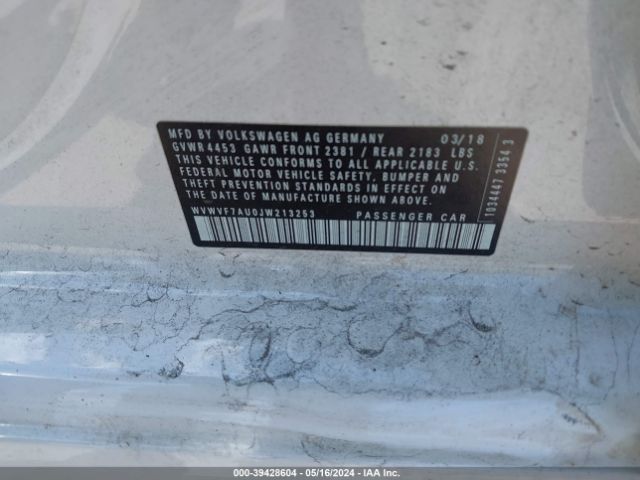 MFD BY VOLKSWAGEN AG GERMANY 03/18
GVWR 4453 GAWR FRONT 2381 / REAR 2183 LBS
THIS VEHICLE CONFORMS TO ALL APPLICABLE U.S.
FEDERAL MOTOR VEHICLE SAFETY, BUMPER AND
THEFT PREVENTION STANDARDS IN EFFECT ON
THE DATE OF MANUFACTURE SHOWN ABOVE.
WVWVF7AU0JW213253 PASSENGER CAR
1034447 3354 3
000-39428604 - 05/16/2024 - IAA Inc.